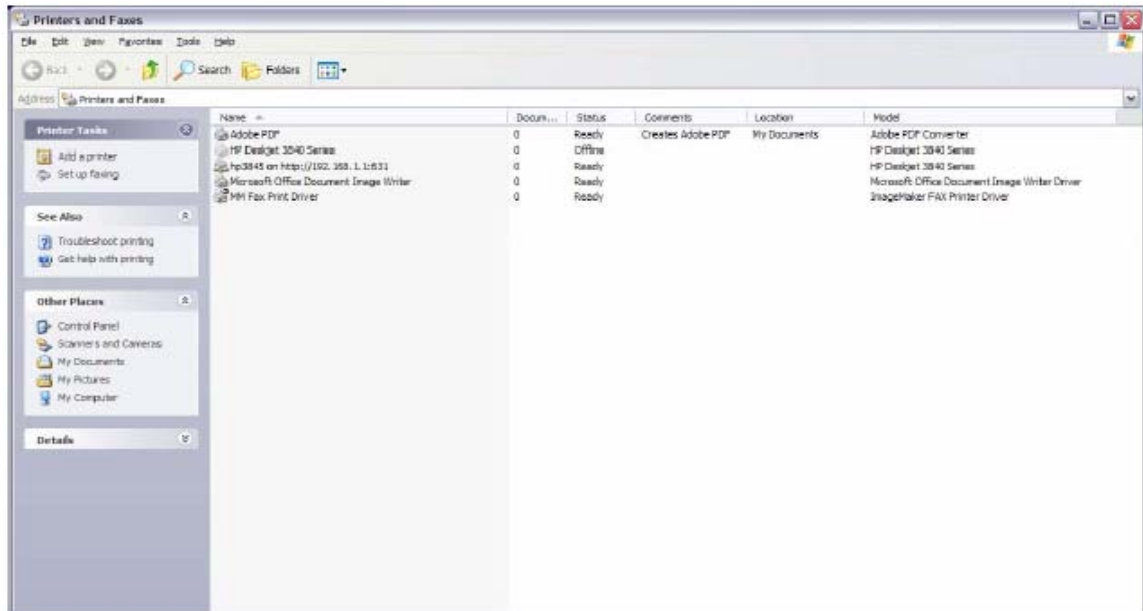 Printers and Faxes
File Edit View Favorites Tools Help
Back Search Folders
Address Printers and Faxes
Printer Tasks
Add a printer
Set up faxing
See Also
Troubleshoot printing
Get help with printing
Other Places
Control Panel
Scanners and Cameras
My Documents
My Pictures
My Computer
Details
Name Docum... Status Comments Location Model
Adobe PDF 0 Ready Creates Adobe PDF My Documents Adobe PDF Converter
HP Deskjet 3840 Series 0 Offline HP Deskjet 3840 Series
hp3845 on http://192.168.1.1:631 0 Ready HP Deskjet 3840 Series
Microsoft Office Document Image Writer 0 Ready Microsoft Office Document Image Writer Driver
MM Fax Print Driver 0 Ready ImageMaker FAX Printer Driver